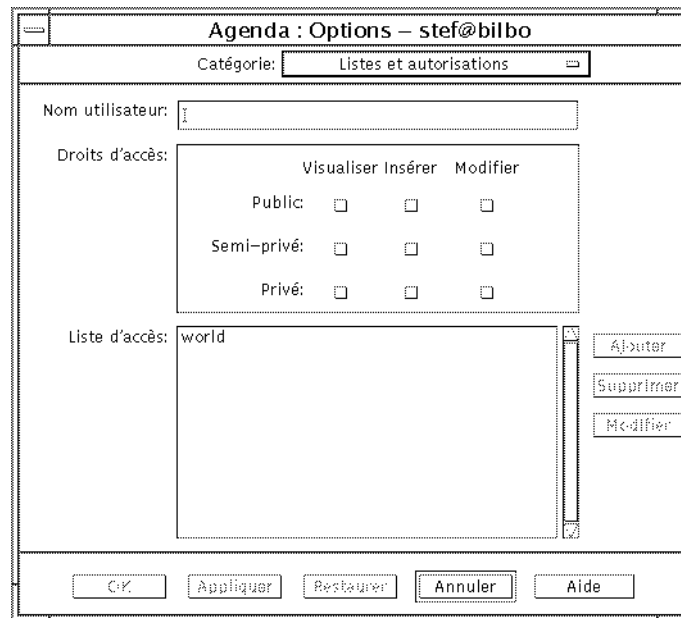 Agenda : Options – stef@bilbo
Catégorie: Listes et autorisations
Nom utilisateur:
Droits d'accès:
Visualiser Insérer Modifier
Public:
Semi–privé:
Privé:
Liste d'accès: world
Ajouter
Supprimer
Modifier
OK Appliquer Restaurer Annuler Aide